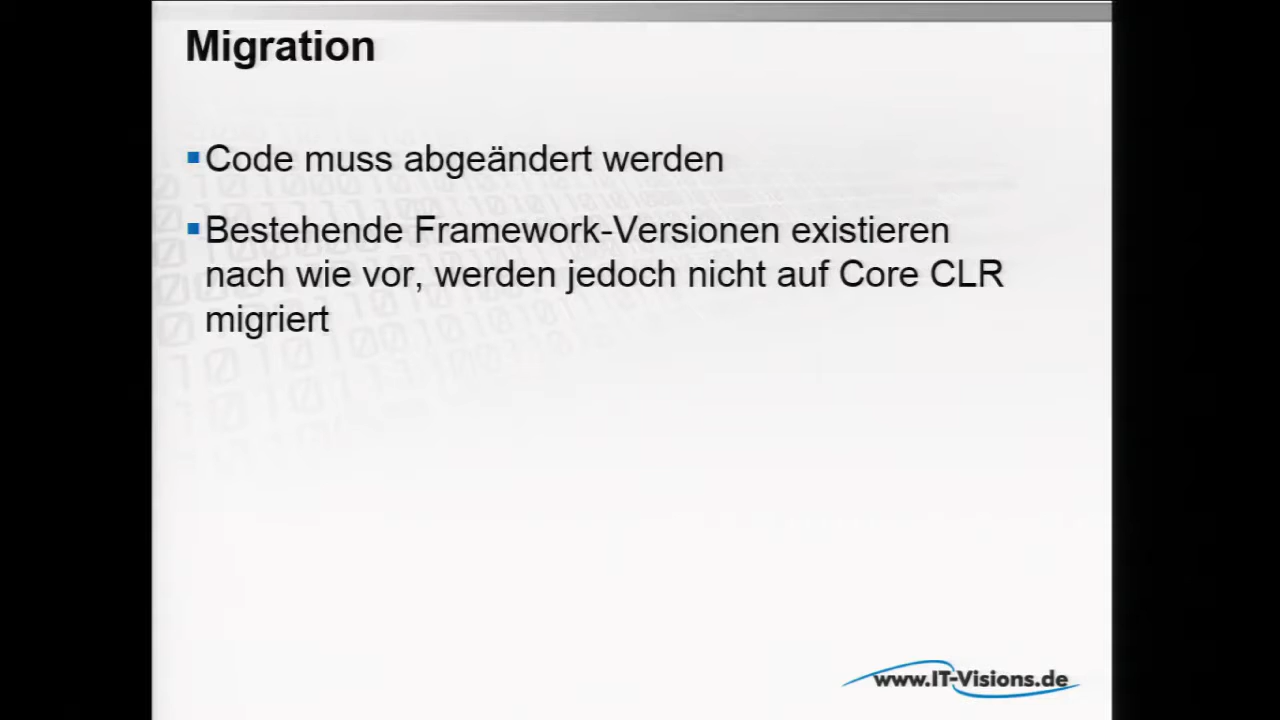 Migration
Code muss abgeändert werden
Bestehende Framework-Versionen existieren
nach wie vor, werden jedoch nicht auf Core CLR
migriert
www.IT-Visions.de